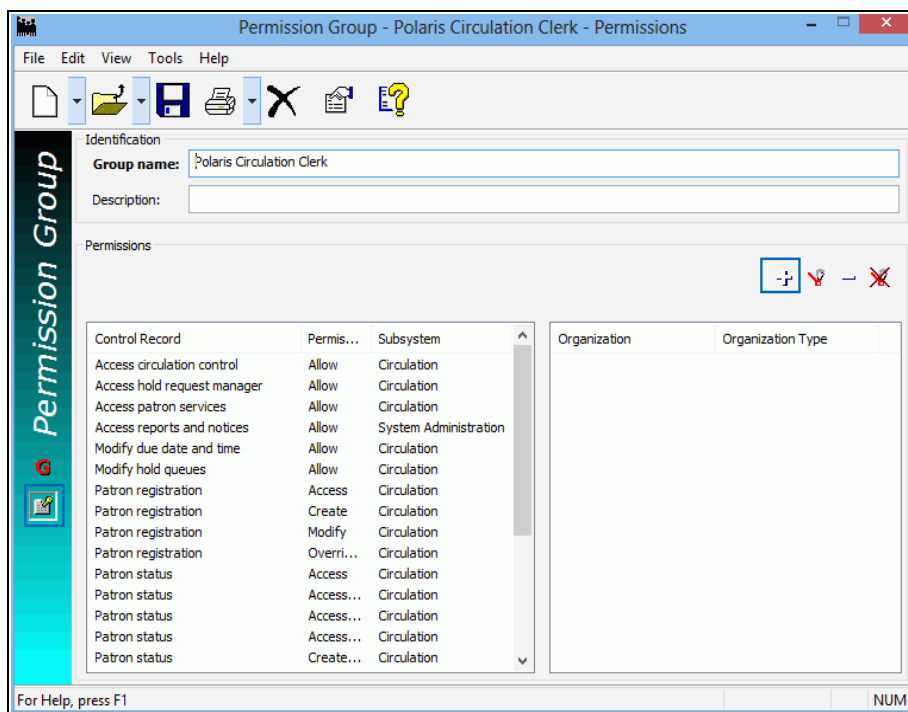 Permission Group - Polaris Circulation Clerk - Permissions
File Edit View Tools Help
Permission Group
G
Identification
Group name: Polaris Circulation Clerk
Description:
Permissions
Control Record Permis... Subsystem
Access circulation control Allow Circulation
Access hold request manager Allow Circulation
Access patron services Allow Circulation
Access reports and notices Allow System Administration
Modify due date and time Allow Circulation
Modify hold queues Allow Circulation
Patron registration Access Circulation
Patron registration Create Circulation
Patron registration Modify Circulation
Patron registration Overri... Circulation
Patron status Access Circulation
Patron status Access... Circulation
Patron status Access... Circulation
Patron status Access... Circulation
Patron status Create... Circulation
Organization Organization Type
For Help, press F1
NUM